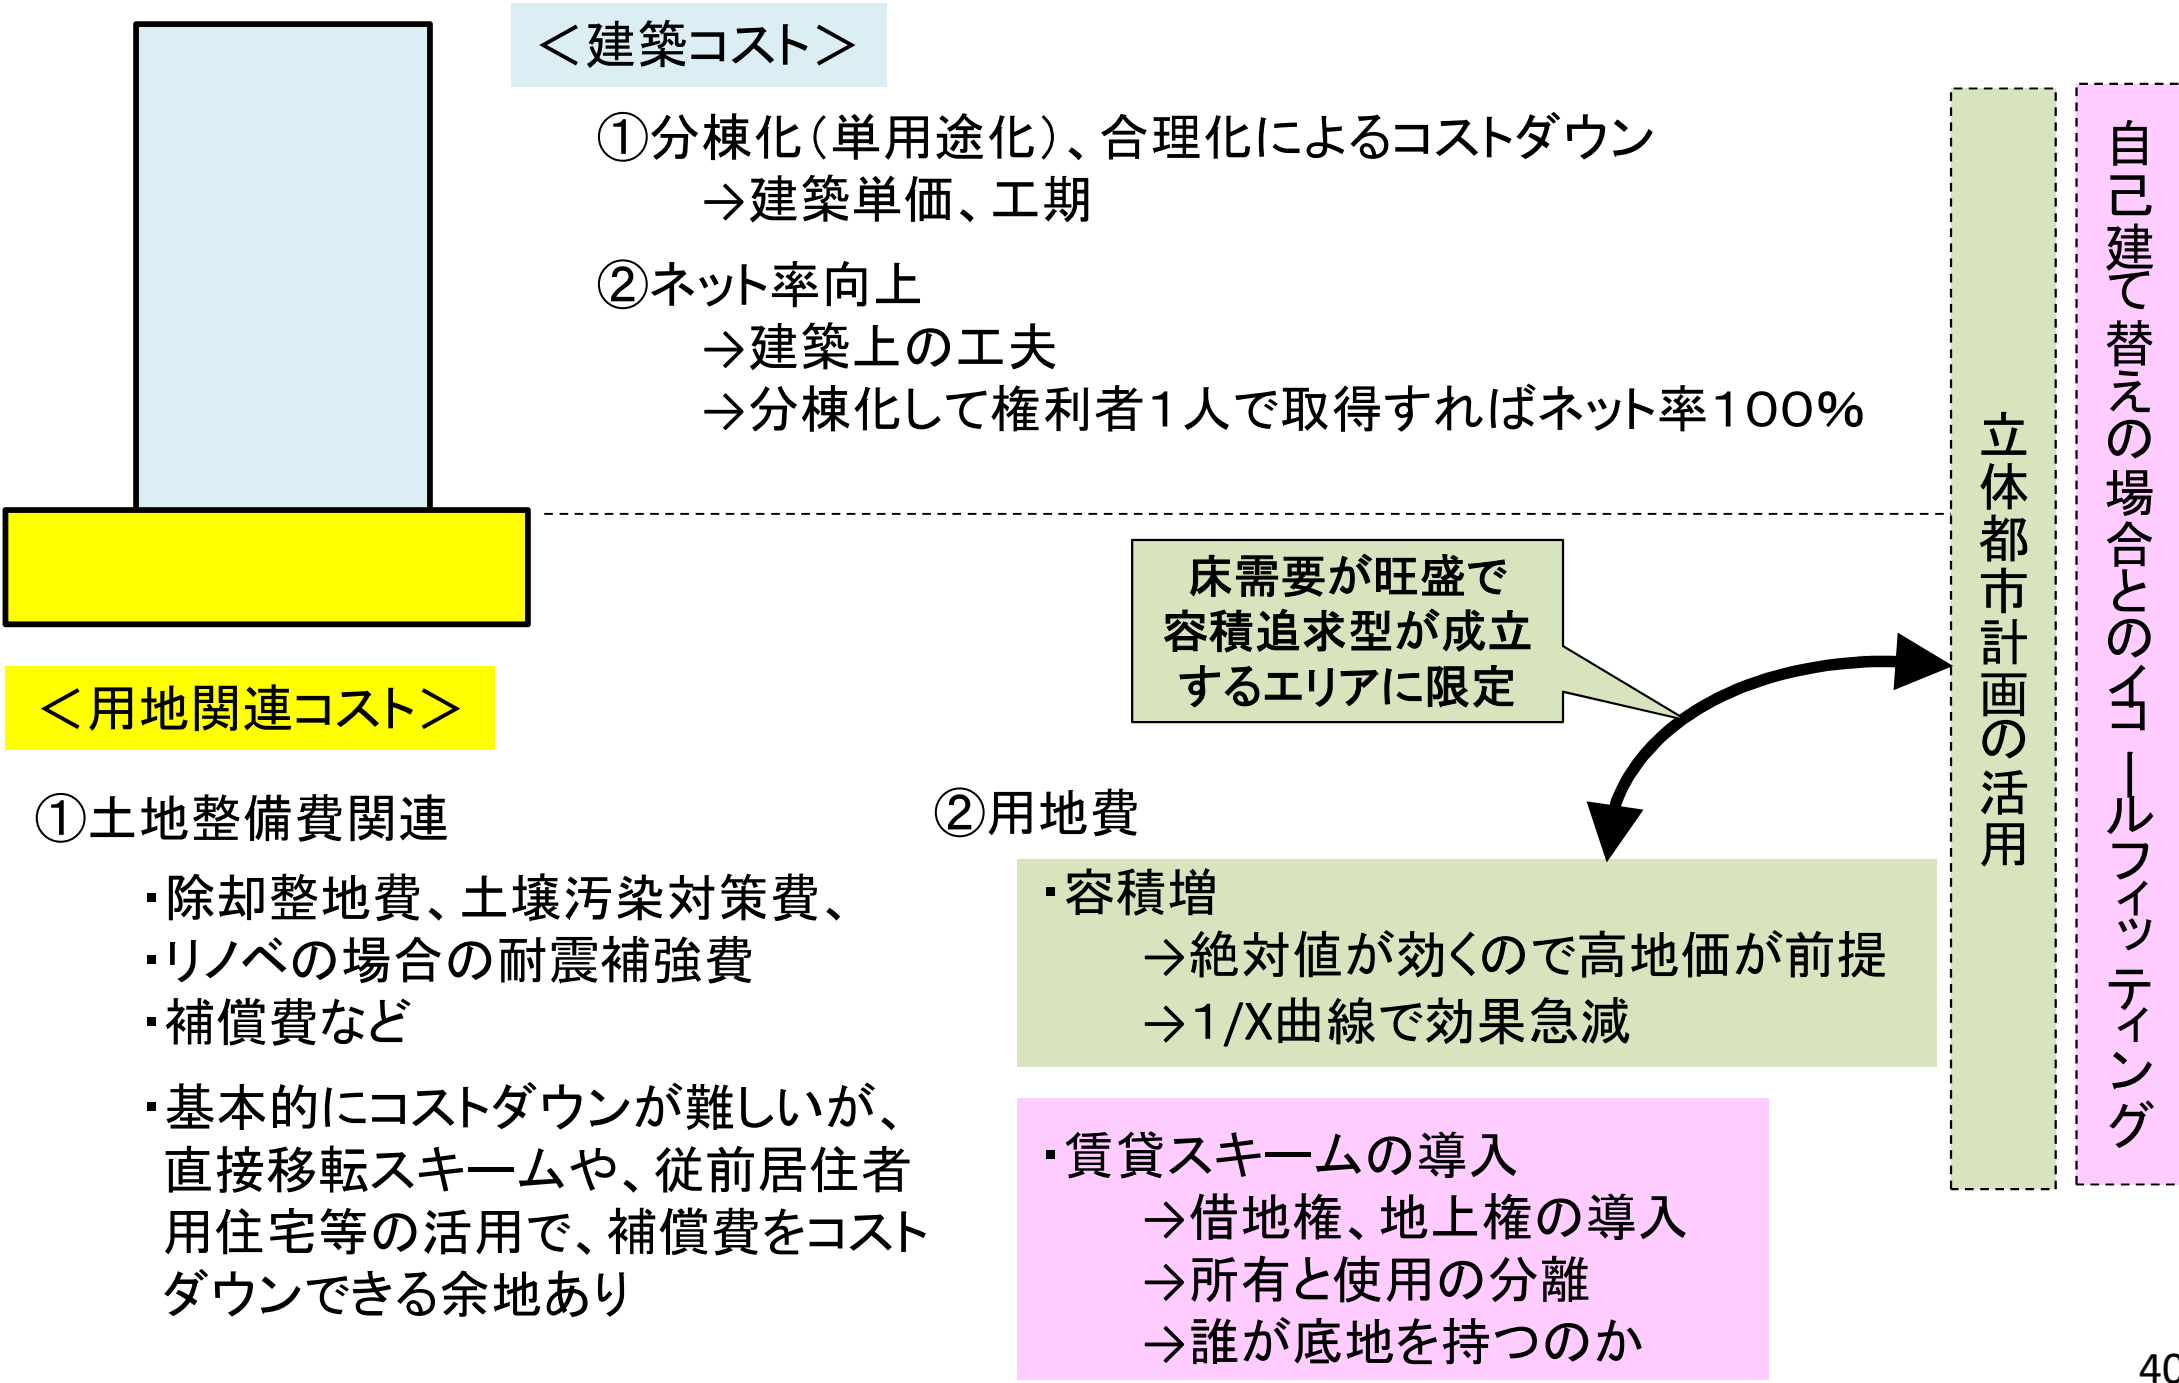 ＜建築コスト＞
①分棟化（単用途化）、合理化によるコストダウン
→建築単価、工期
②ネット率向上
→建築上の工夫
→分棟化して権利者１人で取得すればネット率１００％
床需要が旺盛で
容積追求型が成立
するエリアに限定
＜用地関連コスト＞
①土地整備費関連
・除却整地費、土壌汚染対策費、
・リノベの場合の耐震補強費
・補償費など
・基本的にコストダウンが難しいが、
直接移転スキームや、従前居住者
用住宅等の活用で、補償費をコスト
ダウンできる余地あり
②用地費
・容積増
→絶対値が効くので高地価が前提
→１/X曲線で効果急減
・賃貸スキームの導入
→借地権、地上権の導入
→所有と使用の分離
→誰が底地を持つのか
立体都市計画の活用
自己建て替えの場合とのイコールフィッティング
40